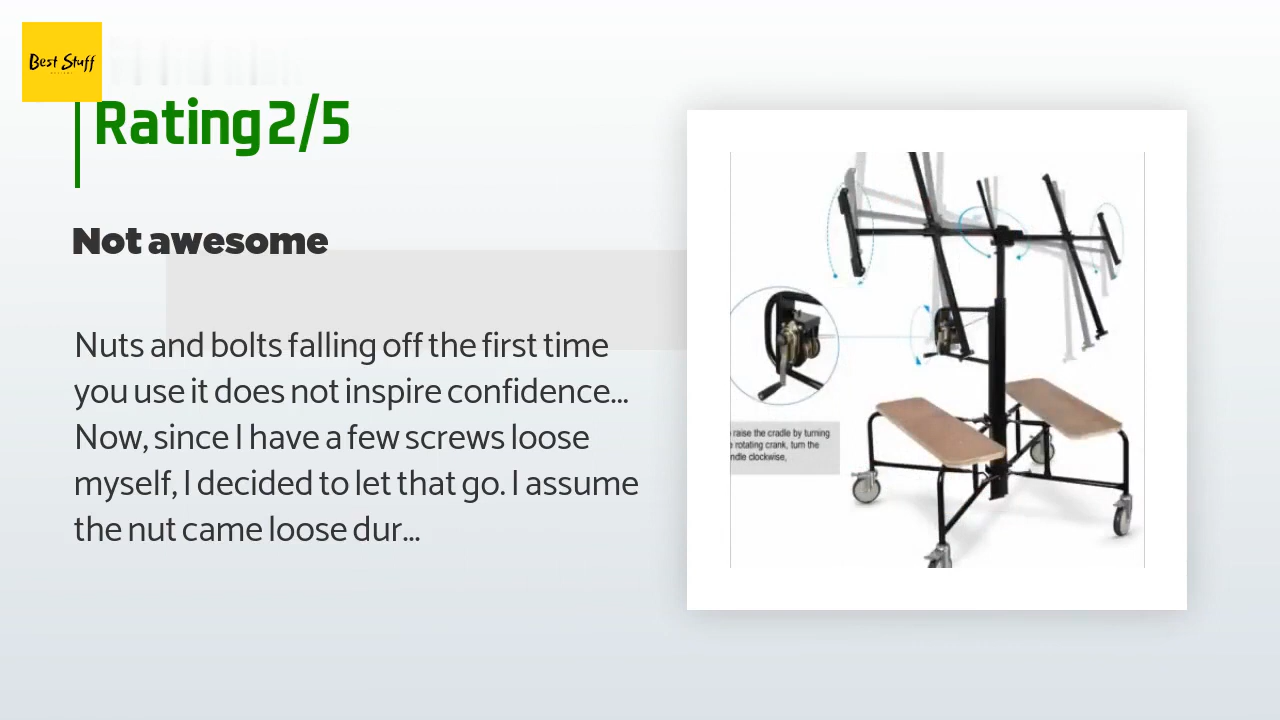 Best Stuff
Rating 2/5
Not awesome
Nuts and bolts falling off the first time
you use it does not inspire confidence...
Now, since I have a few screws loose
myself, I decided to let that go. I assume
the nut came loose dur...
raise the cradle by turning
rotating crank, turn the
clockwise,